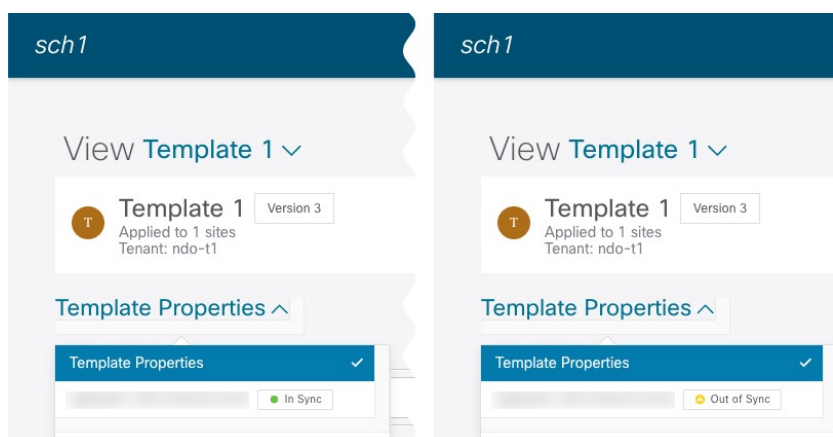 sch1
View Template 1
T
Template 1 Version 3
Applied to 1 sites
Tenant: ndo-t1
Template Properties
Template Properties
In Sync
sch1
View Template 1
T
Template 1 Version 3
Applied to 1 sites
Tenant: ndo-t1
Template Properties
Template Properties
Out of Sync